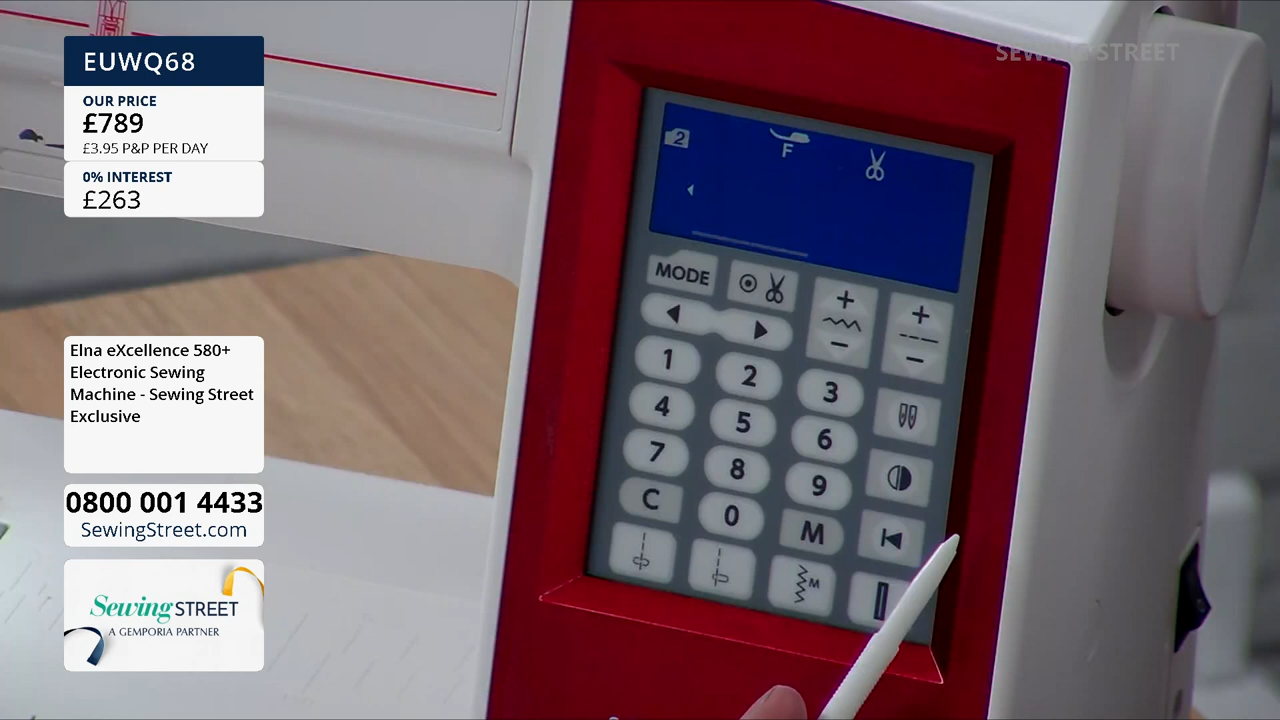 EUWQ68
OUR PRICE
£789
£3.95 P&P PER DAY
0% INTEREST
£263
Elna eXcellence 580+
Electronic Sewing
Machine - Sewing Street
Exclusive
0800 001 4433
SewingStreet.com
Sewing STREET
A GEMPORIA PARTNER
SEWING STREET
2
F
MODE
+ +
- -
1 2 3
4 5 6
7 8 9
C 0 M
M